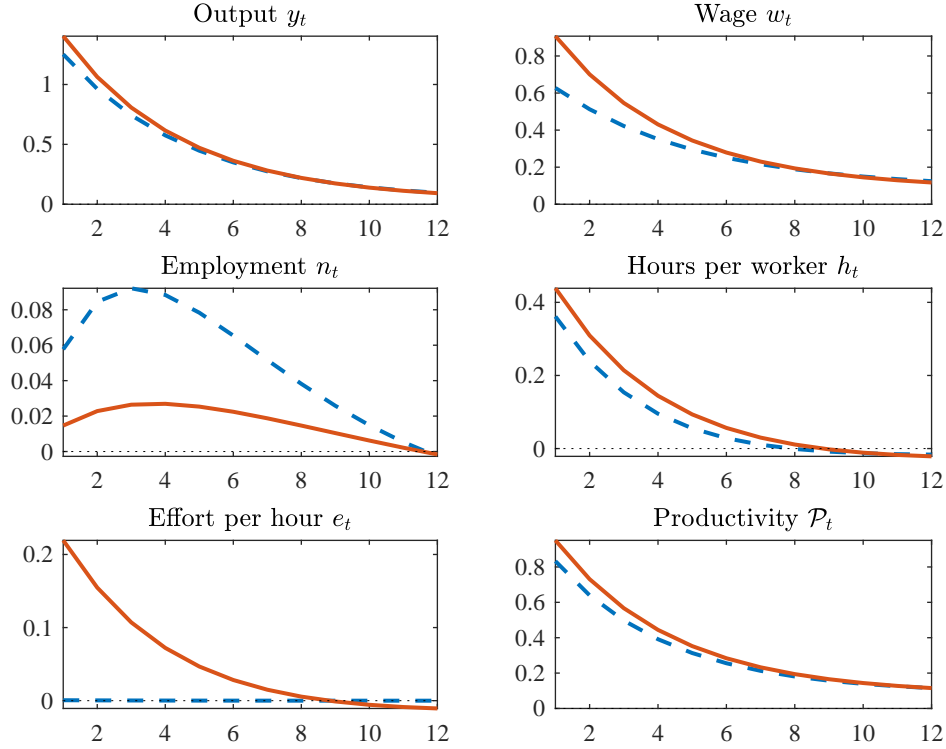 Output y_t
1
0.5
0
2 4 6 8 10 12
Wage w_t
0.8
0.6
0.4
0.2
0
2 4 6 8 10 12
Employment n_t
0.08
0.06
0.04
0.02
0
2 4 6 8 10 12
Hours per worker h_t
0.4
0.2
0
2 4 6 8 10 12
Effort per hour e_t
0.2
0.1
0
2 4 6 8 10 12
Productivity 𝒫_t
0.8
0.6
0.4
0.2
0
2 4 6 8 10 12